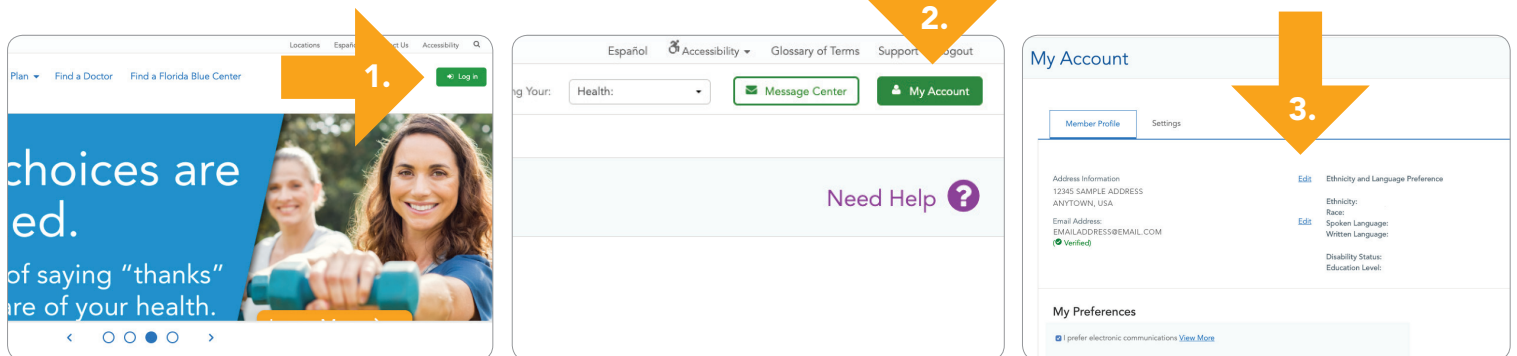 Locations Accessibility
Plan Find a Doctor Find a Florida Blue Center
1.
Log in
choices are
ed.
of saying “thanks”
are of your health.
2.
Español Accessibility Glossary of Terms Support
Health:
Message Center
My Account
Need Help ?
3.
My Account
Member Profile Settings
Address Information
12345 SAMPLE ADDRESS
ANYTOWN, USA
Edit
Email Address:
EMAILADDRESS@EMAIL.COM
(Verified)
Edit
Ethnicity and Language Preference
Ethnicity:
Race:
Spoken Language:
Written Language:
Disability Status:
Education Level:
My Preferences
I prefer electronic communications View More